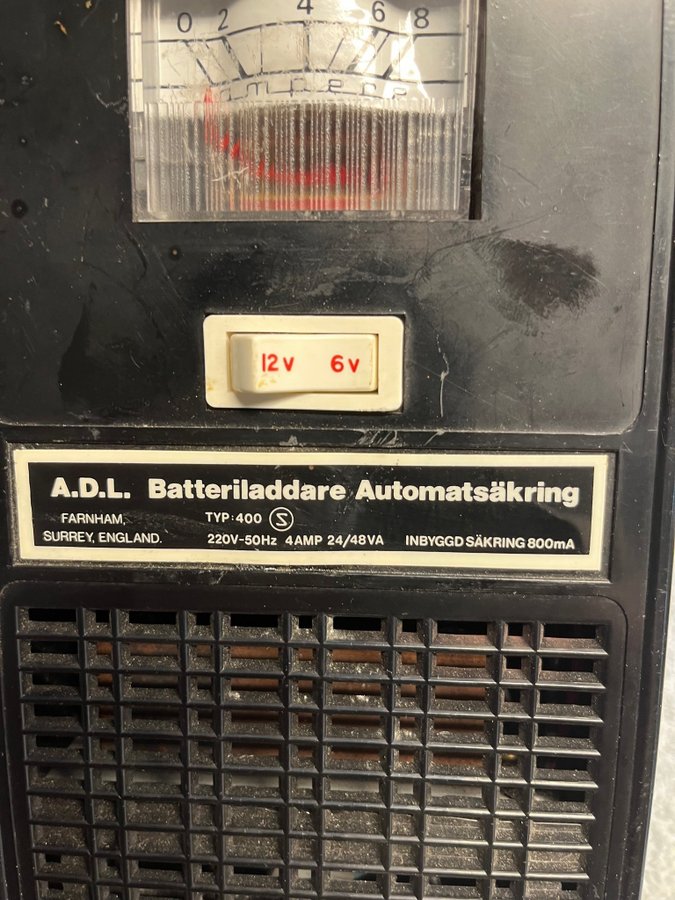 0 2 4 6 8
ampere
12v 6v
A.D.L. Batteriladdare Automatsäkring
FARNHAM, TYP:400 S
SURREY, ENGLAND. 220V-50Hz 4AMP 24/48VA INBYGGD SÄKRING 800mA